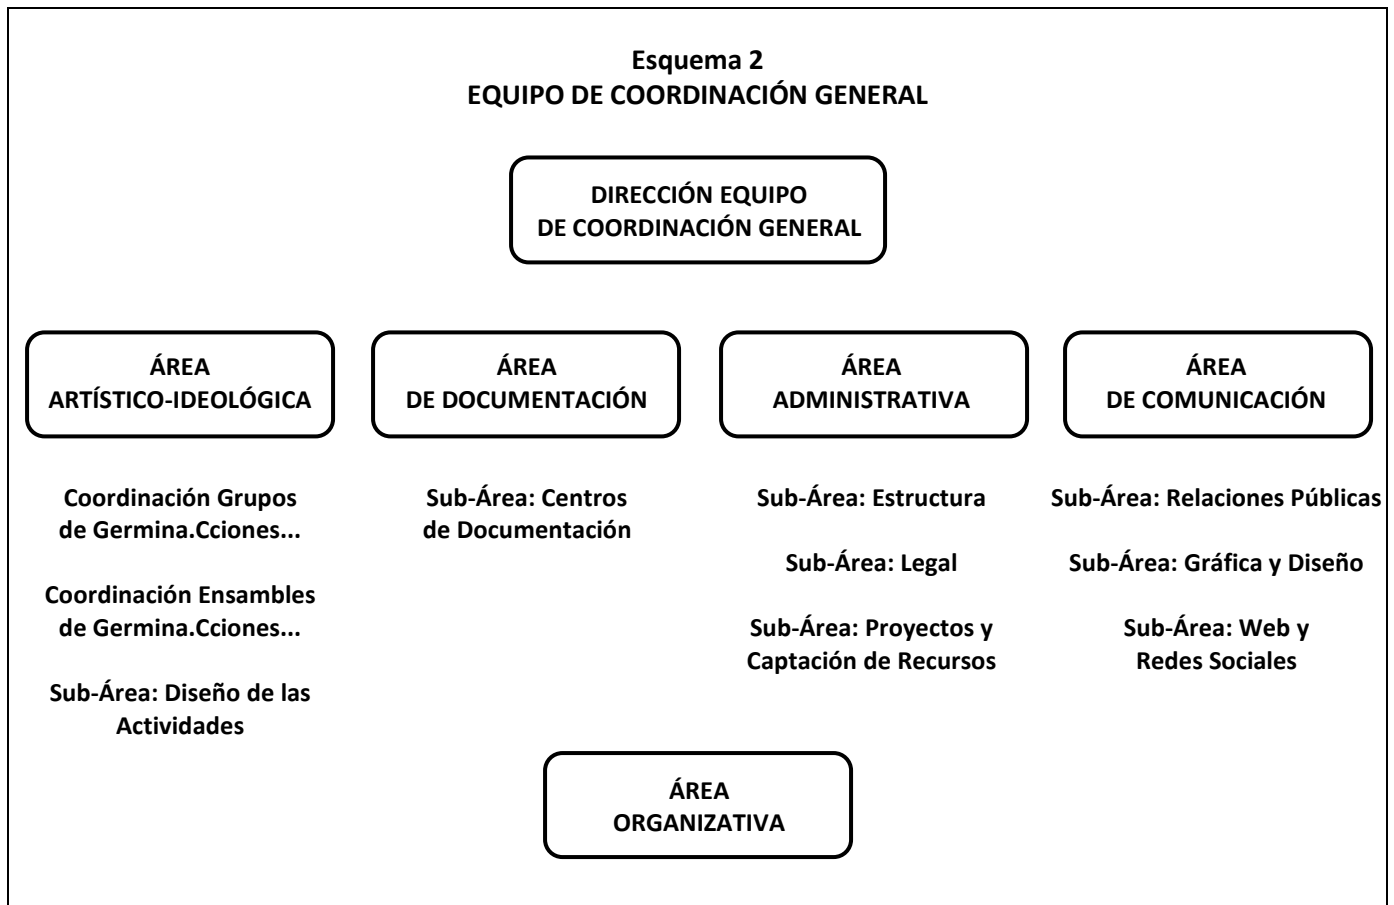 Esquema 2
EQUIPO DE COORDINACIÓN GENERAL
DIRECCIÓN EQUIPO
DE COORDINACIÓN GENERAL
ÁREA
ARTÍSTICO-IDEOLÓGICA
ÁREA
DE DOCUMENTACIÓN
ÁREA
ADMINISTRATIVA
ÁREA
DE COMUNICACIÓN
Coordinación Grupos
de Germina.Cciones...
Coordinación Ensambles
de Germina.Cciones...
Sub-Área: Diseño de las
Actividades
Sub-Área: Centros
de Documentación
Sub-Área: Estructura
Sub-Área: Legal
Sub-Área: Proyectos y
Captación de Recursos
Sub-Área: Relaciones Públicas
Sub-Área: Gráfica y Diseño
Sub-Área: Web y
Redes Sociales
ÁREA
ORGANIZATIVA